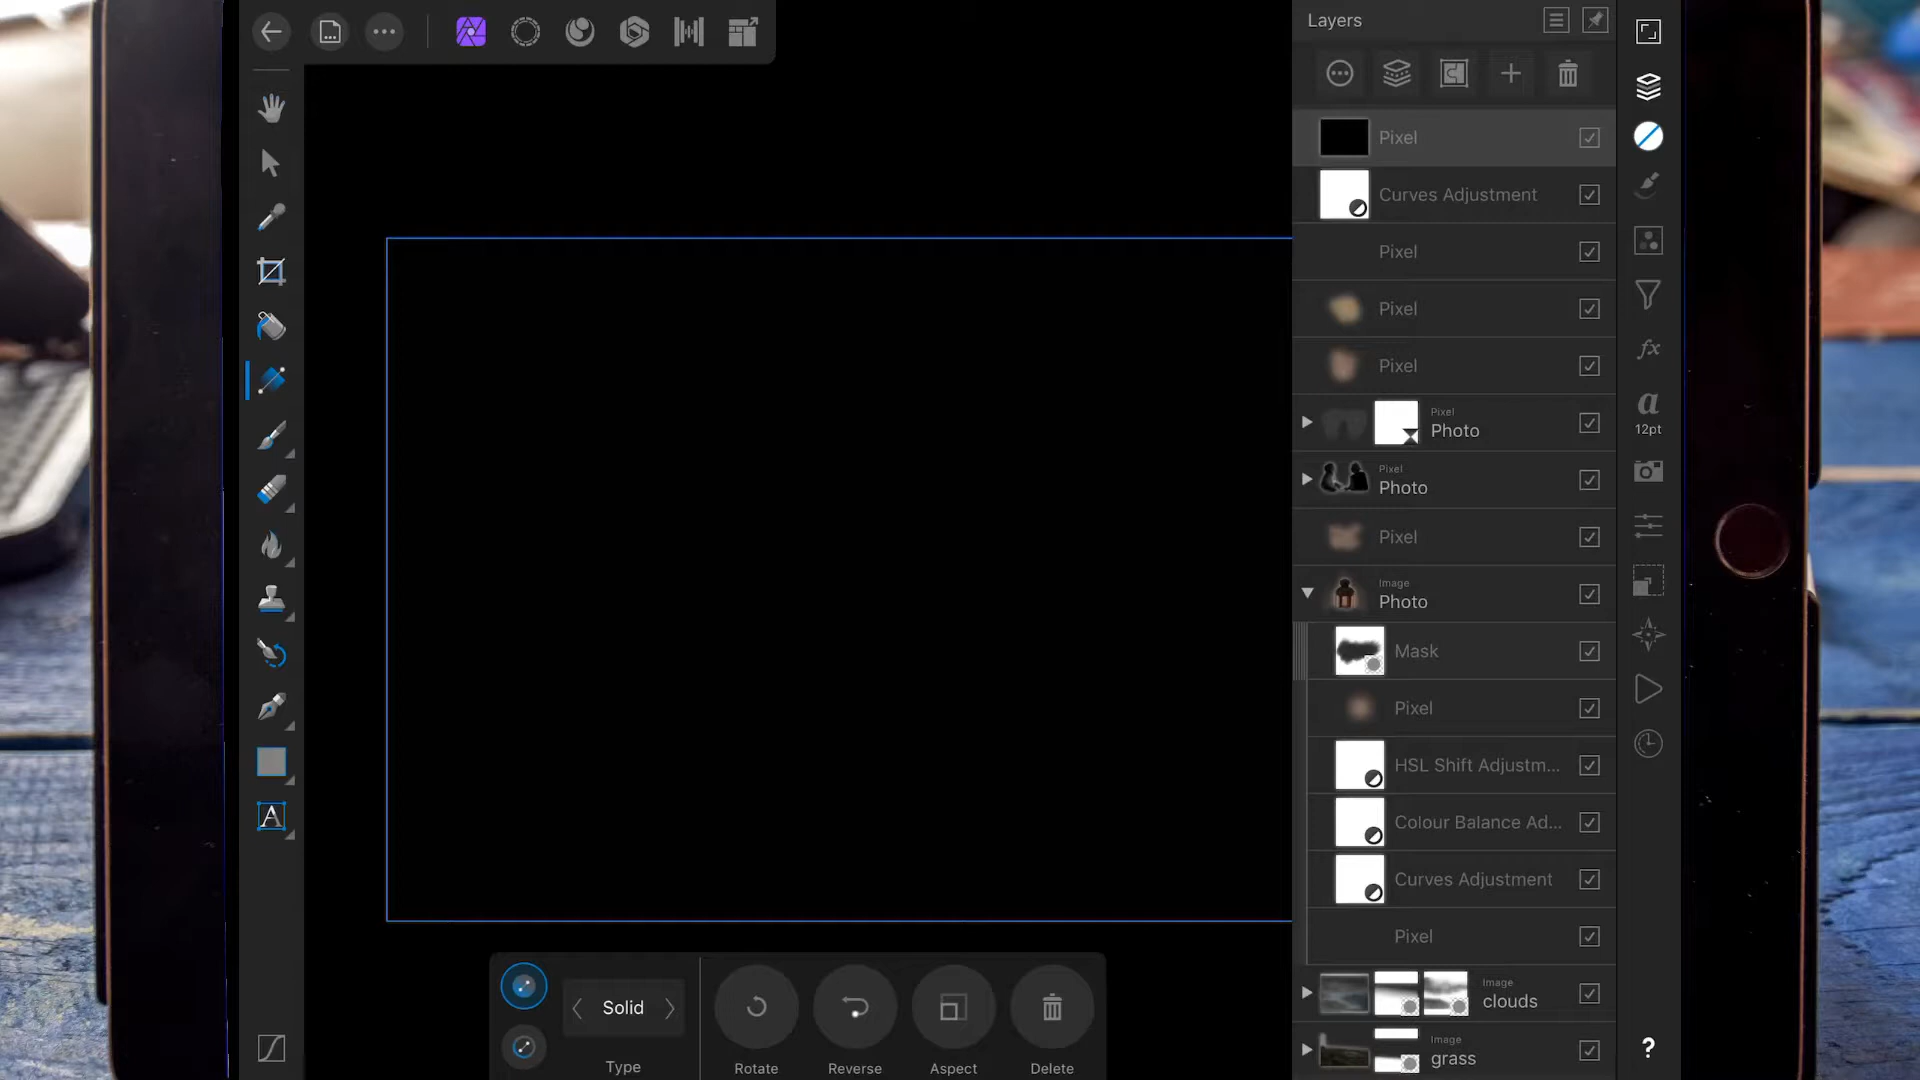 Layers
Pixel
Curves Adjustment
Pixel
Pixel
Pixel
Pixel
Photo
Pixel
Photo
Pixel
Image
Photo
Mask
Pixel
HSL Shift Adjustm...
Colour Balance Ad...
Curves Adjustment
Pixel
Image
clouds
Image
grass
fx
a
12pt
?
A
Solid
Type
Rotate
Reverse
Aspect
Delete